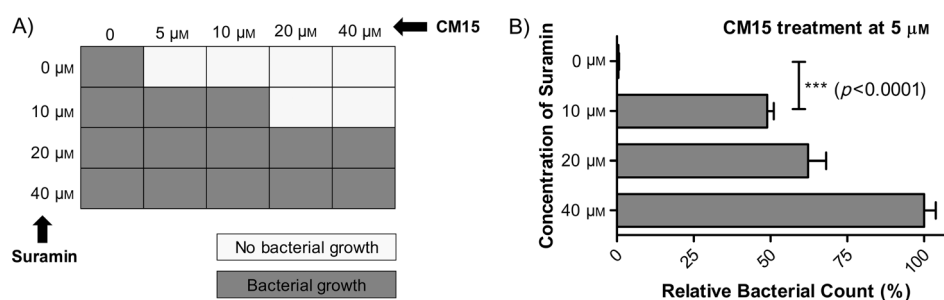 A)
0 5 μM 10 μM 20 μM 40 μM CM15
0 μM
10 μM
20 μM
40 μM
Suramin
No bacterial growth
Bacterial growth
B)
CM15 treatment at 5 μM
Concentration of Suramin
0 μM
10 μM
20 μM
40 μM
*** (p<0.0001)
0 25 50 75 100
Relative Bacterial Count (%)